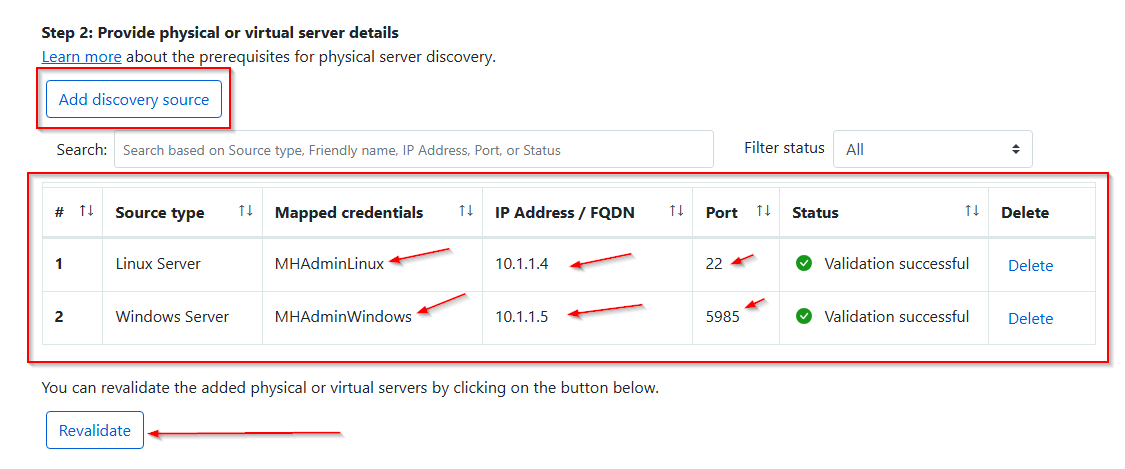 Step 2: Provide physical or virtual server details
Learn more about the prerequisites for physical server discovery.
Add discovery source
Search: Search based on Source type, Friendly name, IP Address, Port, or Status Filter status All
# Source type Mapped credentials IP Address / FQDN Port Status Delete
1 Linux Server MHAdminLinux 10.1.1.4 22 Validation successful Delete
2 Windows Server MHAdminWindows 10.1.1.5 5985 Validation successful Delete
You can revalidate the added physical or virtual servers by clicking on the button below.
Revalidate